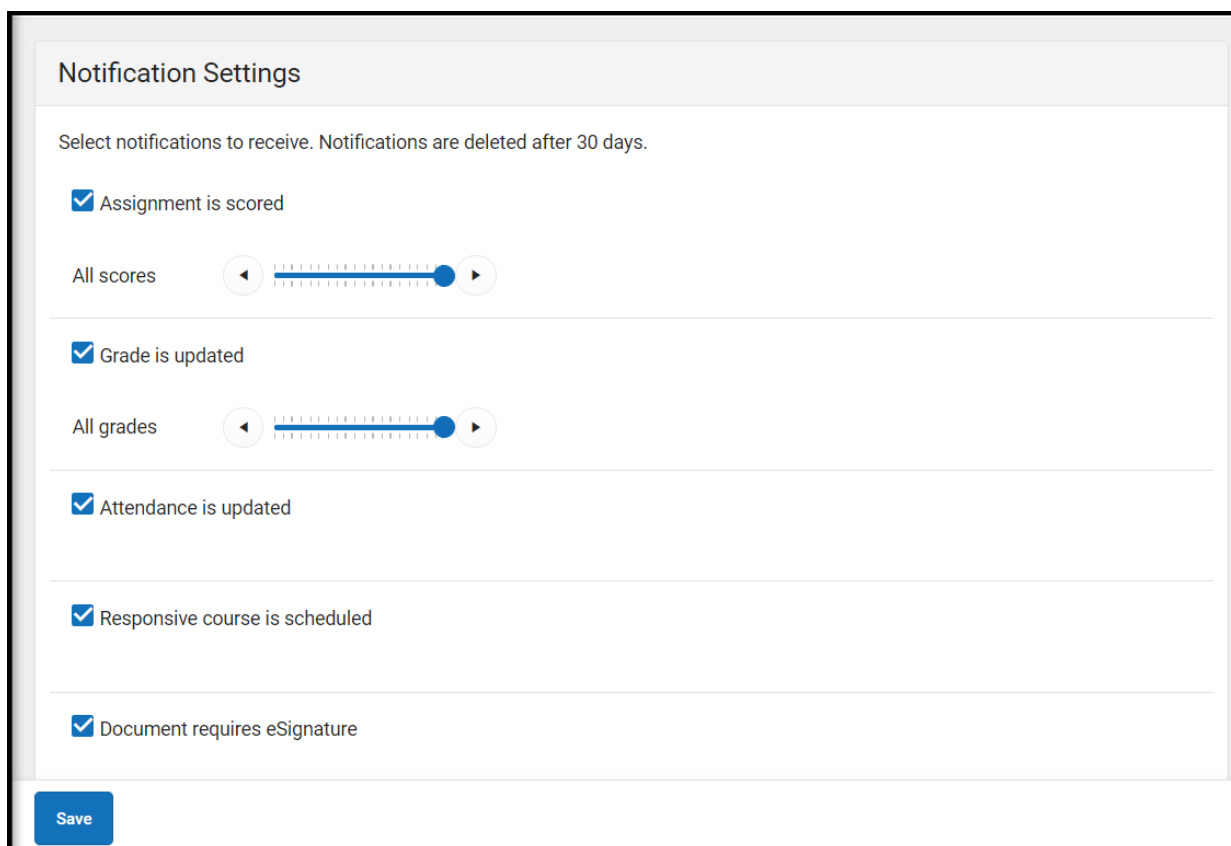 Notification Settings
Select notifications to receive. Notifications are deleted after 30 days.
Assignment is scored
All scores
Grade is updated
All grades
Attendance is updated
Responsive course is scheduled
Document requires eSignature
Save